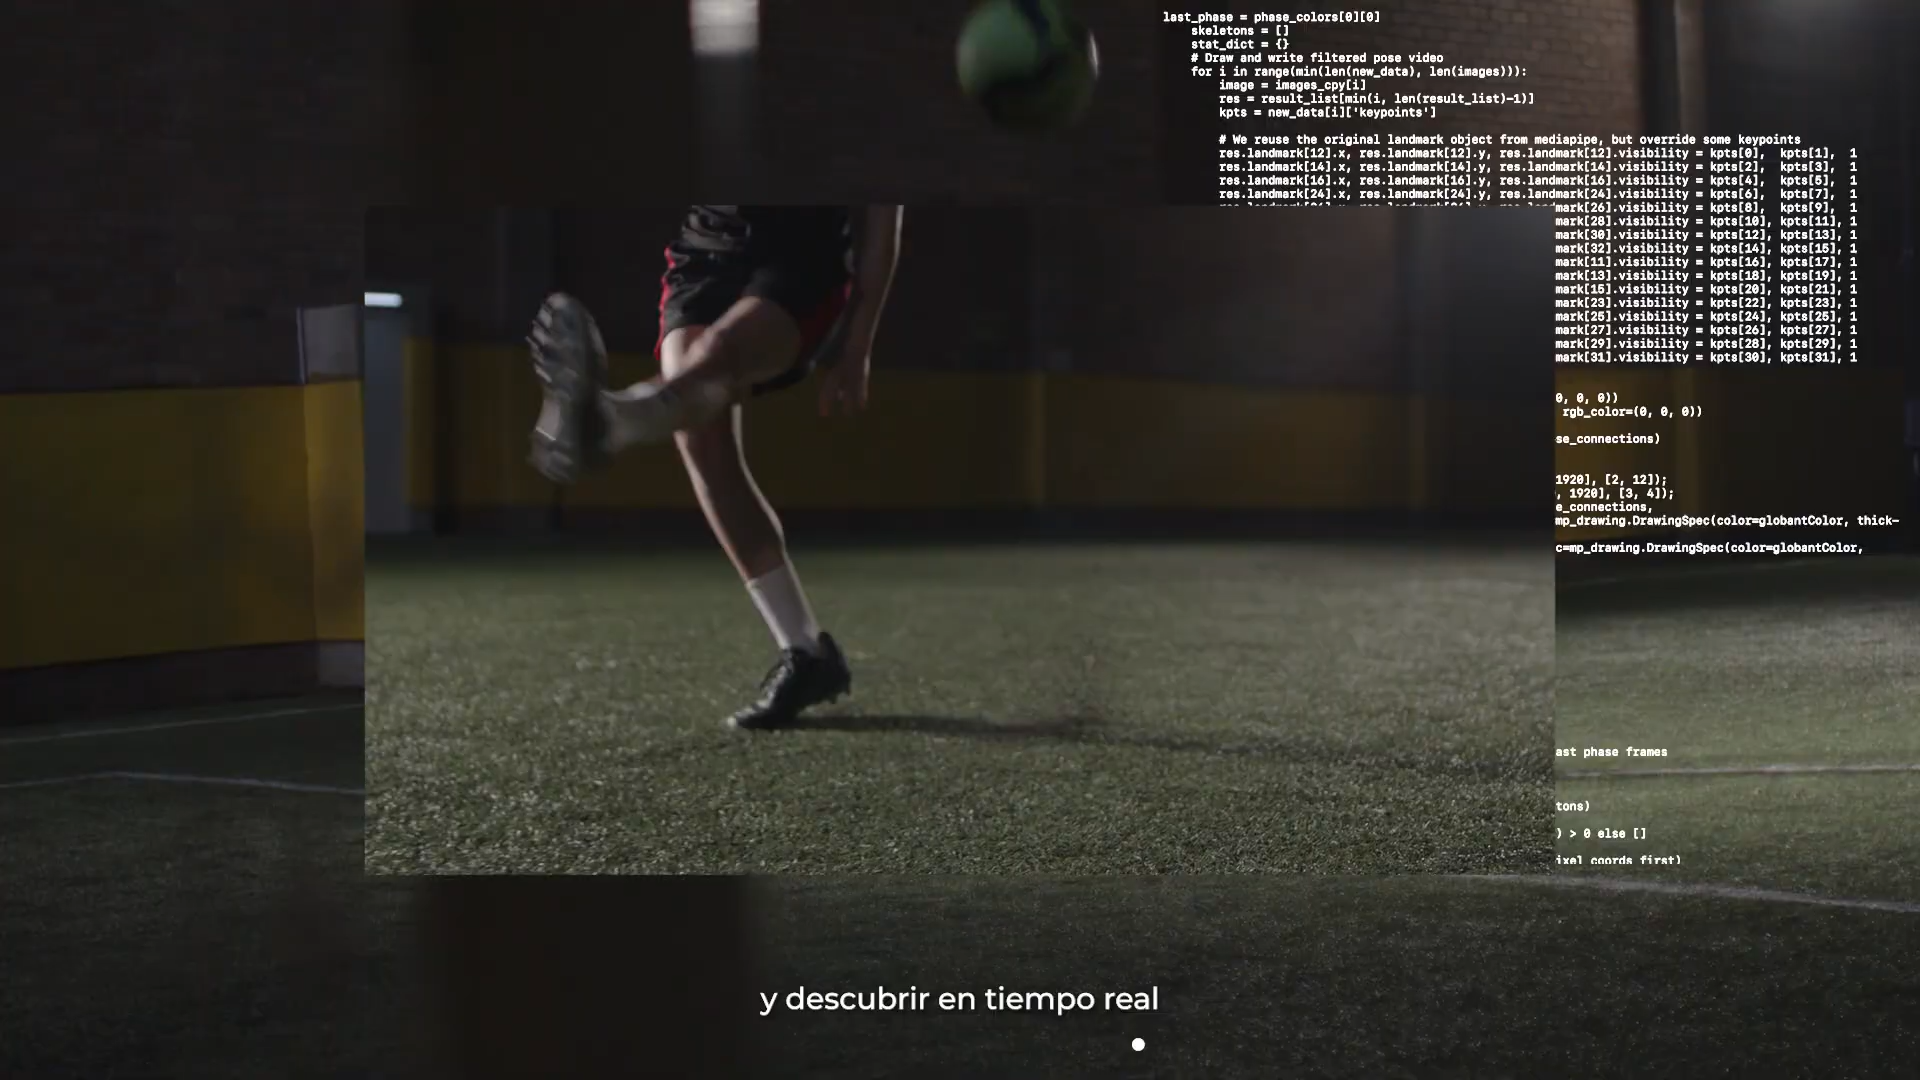 last_phase = phase_colors[0][0]
skeletons = []
stat_dict = {}
# Draw and write filtered pose video
for i in range(min(len(new_data), len(images))):
image = images_cpy[i]
res = result_list[min(i, len(result_list)-1)]
kpts = new_data[i]['keypoints']
# We reuse the original landmark object from mediapipe, but override some keypoints
res.landmark[12].x, res.landmark[12].y, res.landmark[12].visibility = kpts[0], kpts[1], 1
res.landmark[14].x, res.landmark[14].y, res.landmark[14].visibility = kpts[2], kpts[3], 1
res.landmark[16].x, res.landmark[16].y, res.landmark[16].visibility = kpts[4], kpts[5], 1
res.landmark[24].x, res.landmark[24].y, res.landmark[24].visibility = kpts[6], kpts[7], 1
mark[26].visibility = kpts[8], kpts[9], 1
mark[28].visibility = kpts[10], kpts[11], 1
mark[30].visibility = kpts[12], kpts[13], 1
mark[32].visibility = kpts[14], kpts[15], 1
mark[11].visibility = kpts[16], kpts[17], 1
mark[13].visibility = kpts[18], kpts[19], 1
mark[15].visibility = kpts[20], kpts[21], 1
mark[23].visibility = kpts[22], kpts[23], 1
mark[25].visibility = kpts[24], kpts[25], 1
mark[27].visibility = kpts[26], kpts[27], 1
mark[29].visibility = kpts[28], kpts[29], 1
mark[31].visibility = kpts[30], kpts[31], 1
0, 0, 0))
rgb_color=(0, 0, 0))
se_connections)
1920], [2, 12]);
, 1920], [3, 4]);
e_connections,
mp_drawing.DrawingSpec(color=globantColor, thick-
c=mp_drawing.DrawingSpec(color=globantColor,
ast phase frames
tons)
) > 0 else []
ixel coords first)
y descubrir en tiempo real